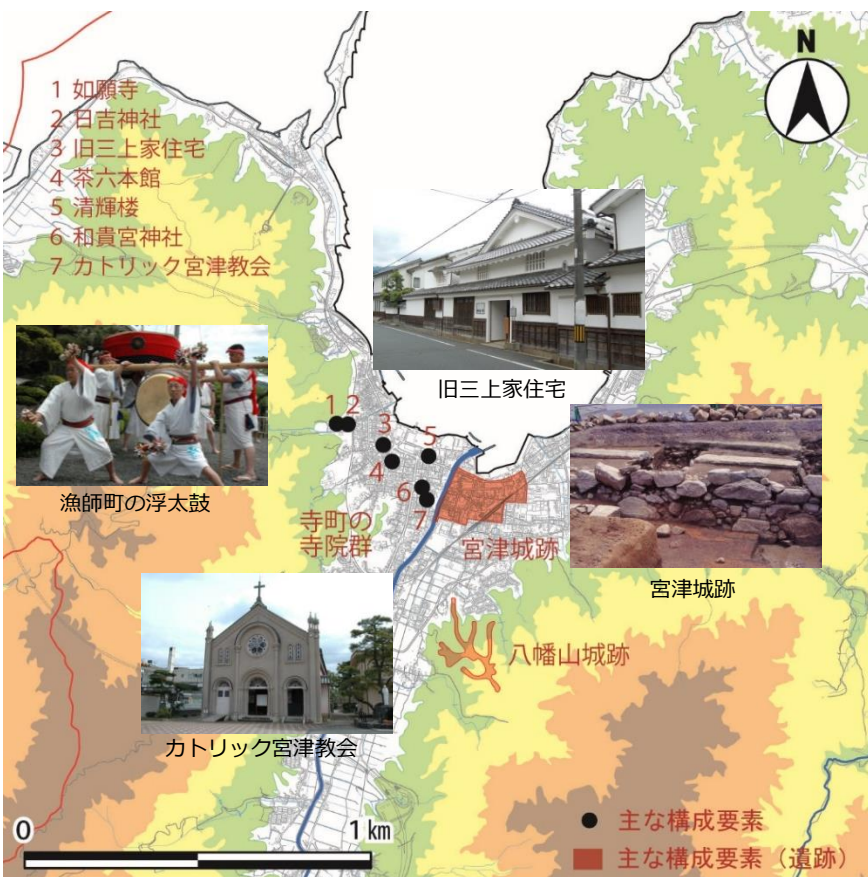 N
1 如願寺
2 日吉神社
3 旧三上家住宅
4 茶六本館
5 清輝楼
6 和貴宮神社
7 カトリック宮津教会
旧三上家住宅
漁師町の浮太鼓
1
2
3
4
5
6
7
寺町の
寺院群
宮津城跡
宮津城跡
八幡山城跡
カトリック宮津教会
0
1㎞
主な構成要素
主な構成要素（遺跡）